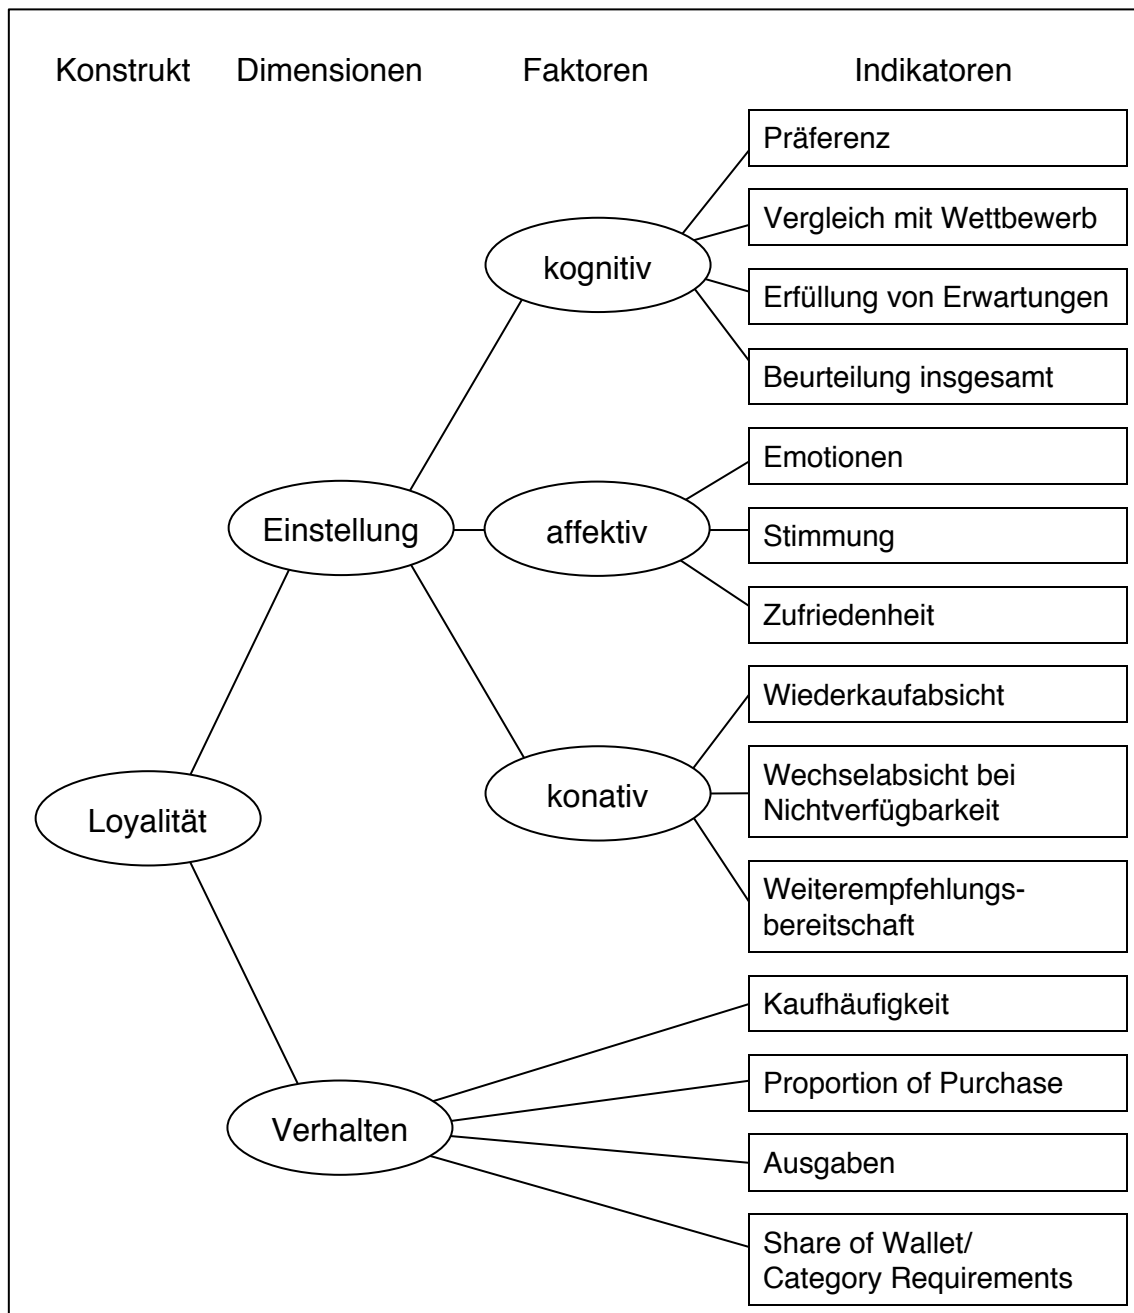 Konstrukt Dimensionen Faktoren Indikatoren
Präferenz
Vergleich mit Wettbewerb
kognitiv
Erfüllung von Erwartungen
Beurteilung insgesamt
Emotionen
Einstellung
affektiv
Stimmung
Zufriedenheit
Wiederkaufabsicht
konativ
Wechselabsicht bei
Nichtverfügbarkeit
Loyalität
Weiterempfehlungs-
bereitschaft
Kaufhäufigkeit
Proportion of Purchase
Verhalten
Ausgaben
Share of Wallet/
Category Requirements